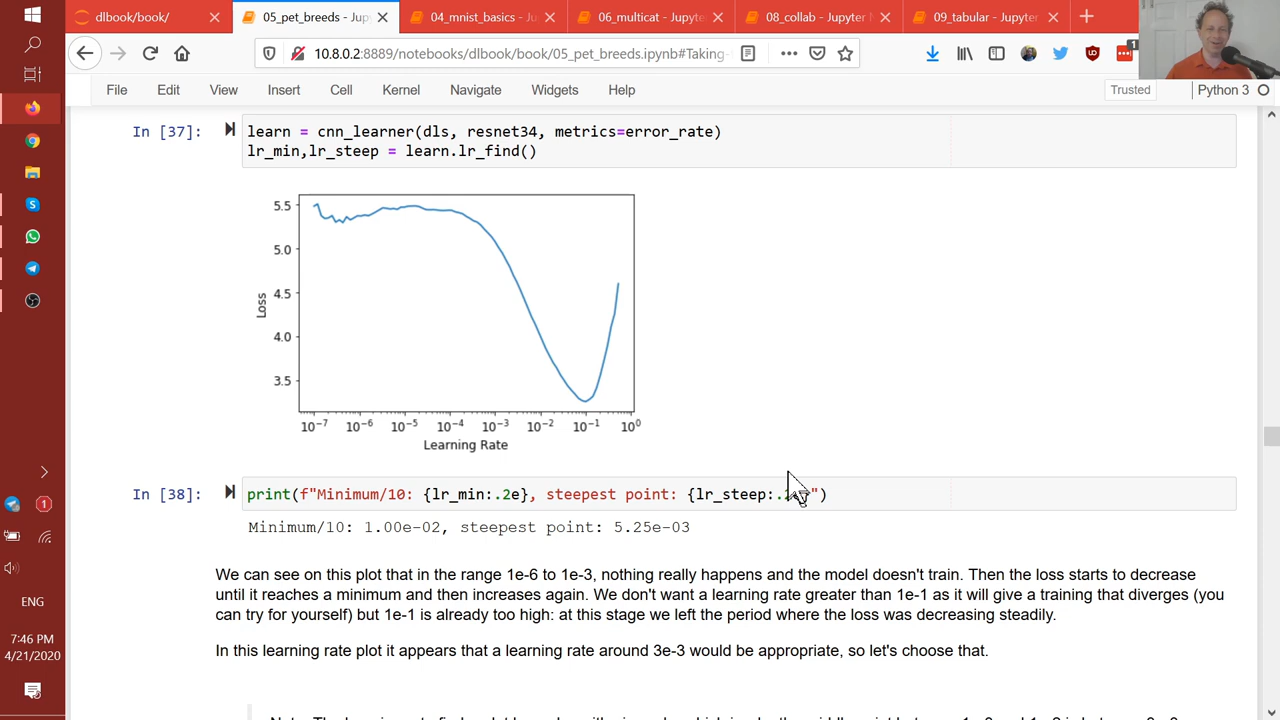 dlbook/book/
05_pet_breeds - Jup
04_mnist_basics - Jup
06_multicat - Jupyte
08_collab - Jupyter N
09_tabular - Jupyter
10.8.0.2:8889/notebooks/dlbook/book/05_pet_breeds.ipynb#Taking-
1
File Edit View Insert Cell Kernel Navigate Widgets Help
Trusted
Python 3
In [37]:
learn = cnn_learner(dls, resnet34, metrics=error_rate)
lr_min,lr_steep = learn.lr_find()
5.5
5.0
4.5
4.0
3.5
Loss
10⁻⁷ 10⁻⁶ 10⁻⁵ 10⁻⁴ 10⁻³ 10⁻² 10⁻¹ 10⁰
Learning Rate
In [38]:
print(f"Minimum/10: {lr_min:.2e}, steepest point: {lr_steep:. ")
Minimum/10: 1.00e-02, steepest point: 5.25e-03
We can see on this plot that in the range 1e-6 to 1e-3, nothing really happens and the model doesn't train. Then the loss starts to decrease
until it reaches a minimum and then increases again. We don't want a learning rate greater than 1e-1 as it will give a training that diverges (you
can try for yourself) but 1e-1 is already too high: at this stage we left the period where the loss was decreasing steadily.
In this learning rate plot it appears that a learning rate around 3e-3 would be appropriate, so let's choose that.
1
ENG
7:46 PM
4/21/2020